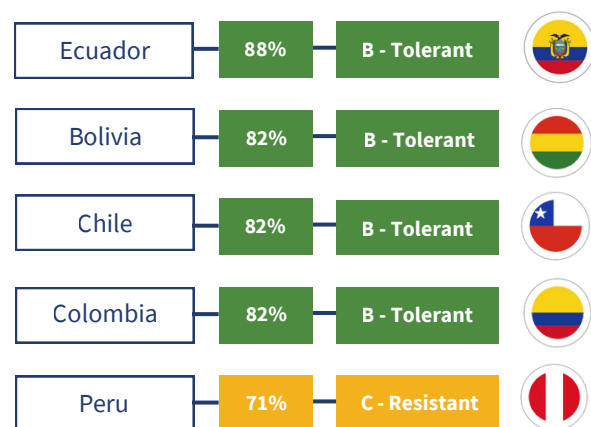 Ecuador 88% B - Tolerant
Bolivia 82% B - Tolerant
Chile 82% B - Tolerant
Colombia 82% B - Tolerant
Peru 71% C - Resistant